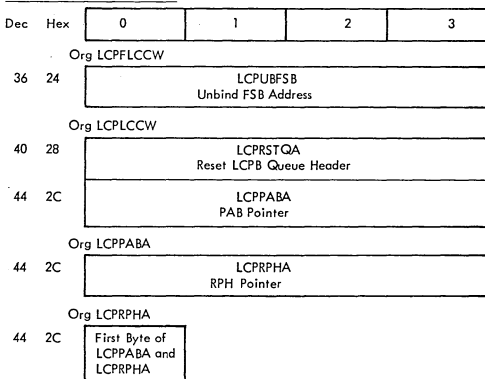 Dec Hex 0 1 2 3
Org LCPFLCCW
36 24 LCPUBFSB
Unbind FSB Address
Org LCPLCCW
40 28 LCPRSTQA
Reset LCPB Queue Header
44 2C LCPPABA
PAB Pointer
Org LCPPABA
44 2C LCPRPHA
RPH Pointer
Org LCPRPHA
44 2C First Byte of
LCPPABA and
LCPRPHA